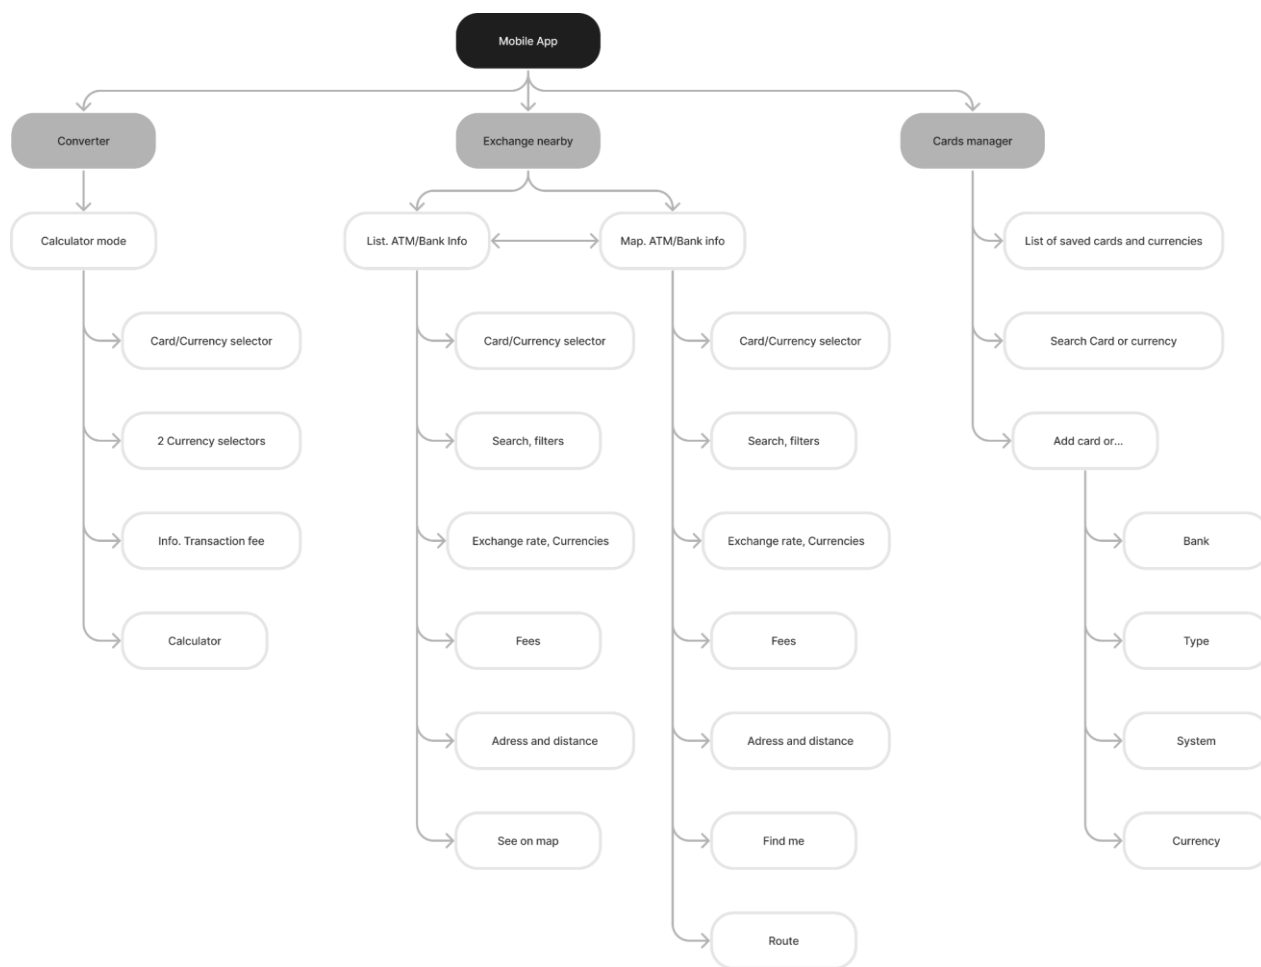 Mobile App
Converter
Exchange nearby
Cards manager
Calculator mode
List. ATM/Bank Info
Map. ATM/Bank info
List of saved cards and currencies
Card/Currency selector
Card/Currency selector
Card/Currency selector
Search Card or currency
2 Currency selectors
Search, filters
Search, filters
Add card or...
Info. Transaction fee
Exchange rate, Currencies
Exchange rate, Currencies
Bank
Calculator
Fees
Fees
Type
Adress and distance
Adress and distance
System
See on map
Find me
Currency
Route